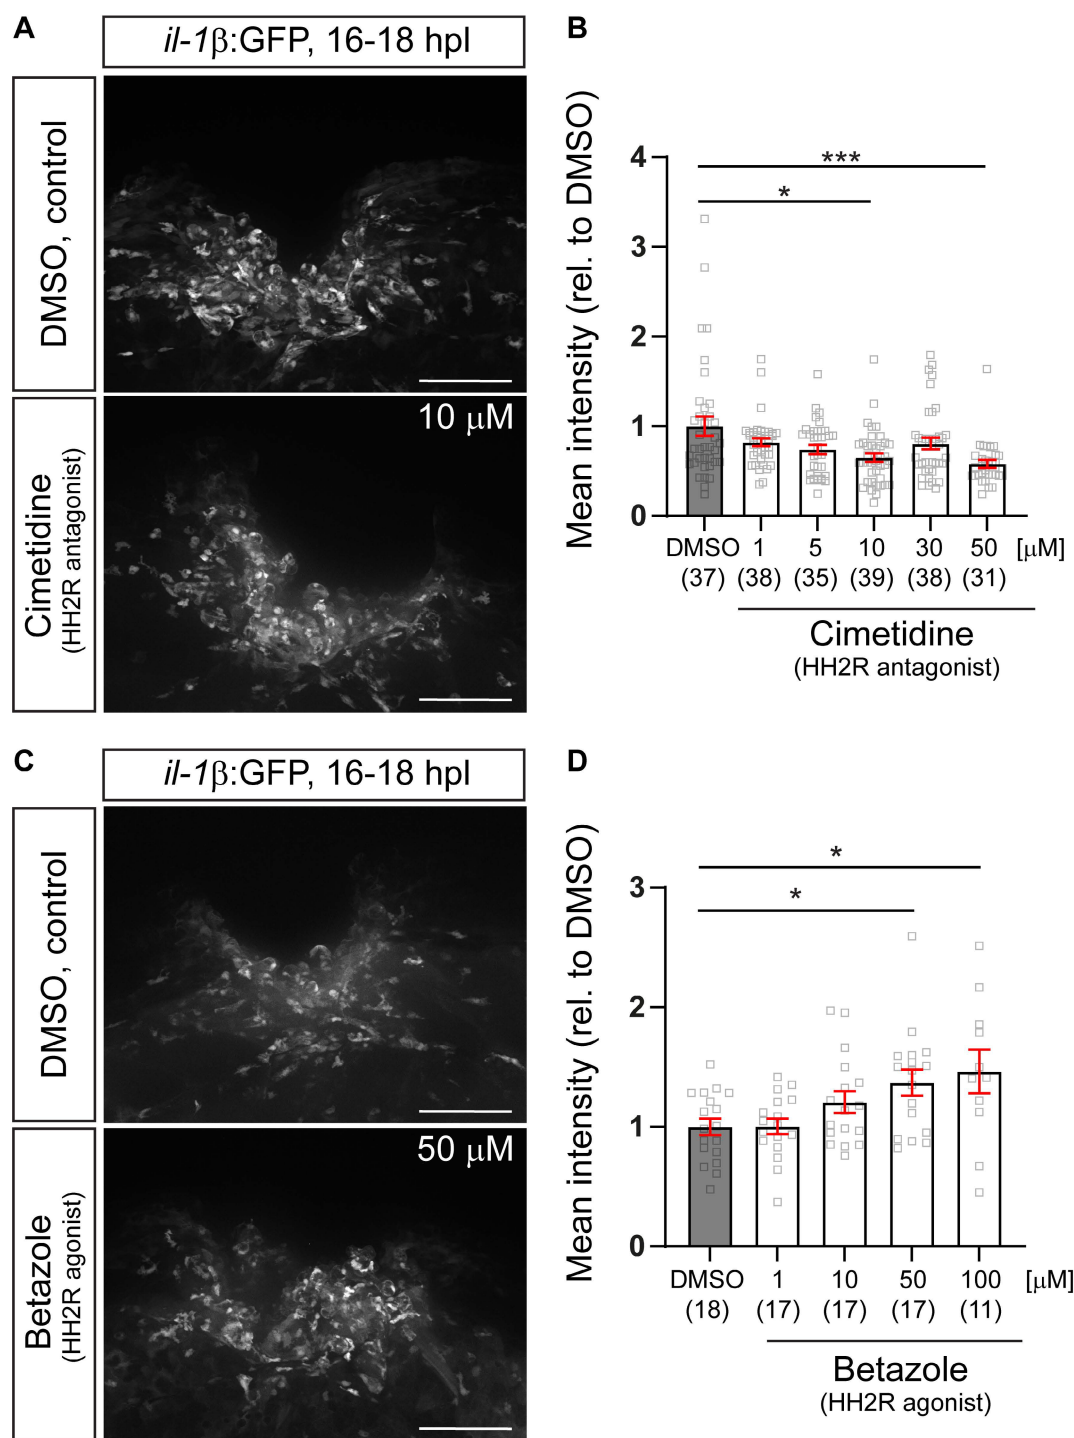 A
il-1β:GFP, 16-18 hpl
DMSO, control
10 μM
Cimetidine
(HH2R antagonist)
B
Mean intensity (rel. to DMSO)
4
3
2
1
0
***
*
DMSO 1 5 10 30 50 [μM]
(37) (38) (35) (39) (38) (31)
Cimetidine
(HH2R antagonist)
C
il-1β:GFP, 16-18 hpl
DMSO, control
50 μM
Betazole
(HH2R agonist)
D
Mean intensity (rel. to DMSO)
3
2
1
0
*
*
DMSO 1 10 50 100 [μM]
(18) (17) (17) (17) (11)
Betazole
(HH2R agonist)